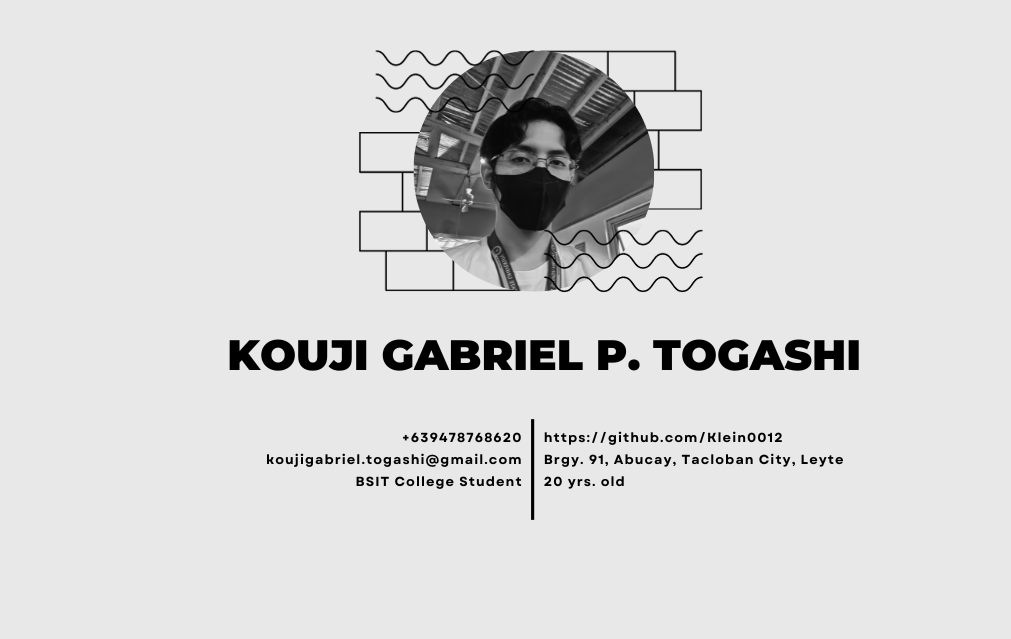 KOUJI GABRIEL P. TOGASHI
+639478768620
koujigabriel.togashi@gmail.com
BSIT College Student
https://github.com/Klein0012
Brgy. 91, Abucay, Tacloban City, Leyte
20 yrs. old